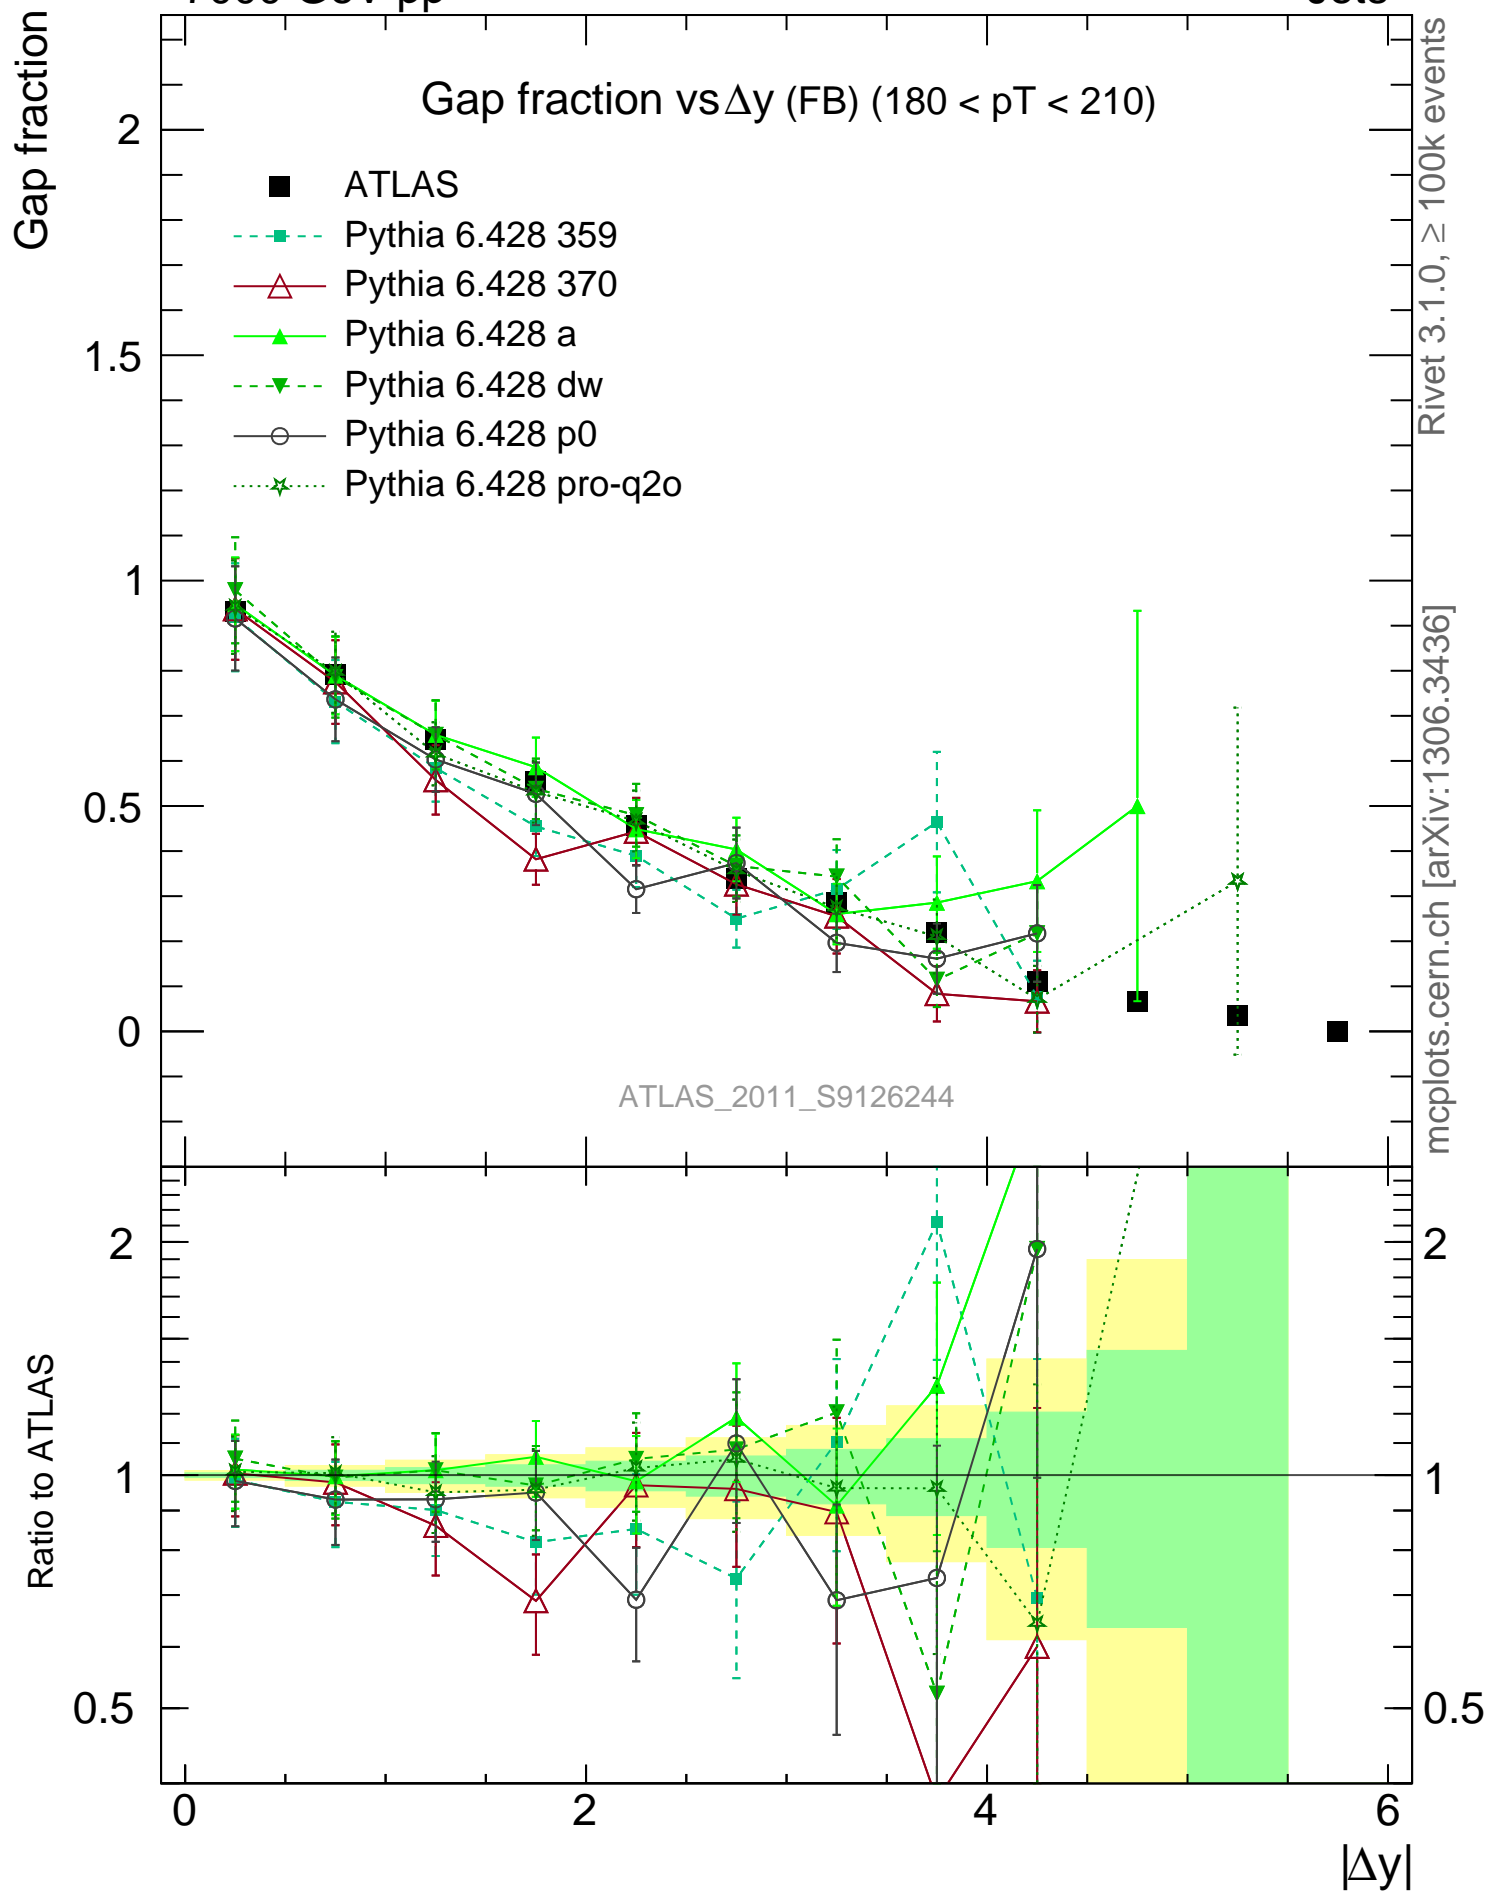 Gap fraction vs Δy (FB) (180 < pT < 210)
Gap fraction
ATLAS
Pythia 6.428 359
Pythia 6.428 370
Pythia 6.428 a
Pythia 6.428 dw
Pythia 6.428 p0
Pythia 6.428 pro-q2o
2
1.5
1
0.5
0
ATLAS_2011_S9126244
Rivet 3.1.0, ≥ 100k events
mcplots.cern.ch [arXiv:1306.3436]
Ratio to ATLAS
2
1
0.5
2
1
0.5
0 2 4 6
|Δy|